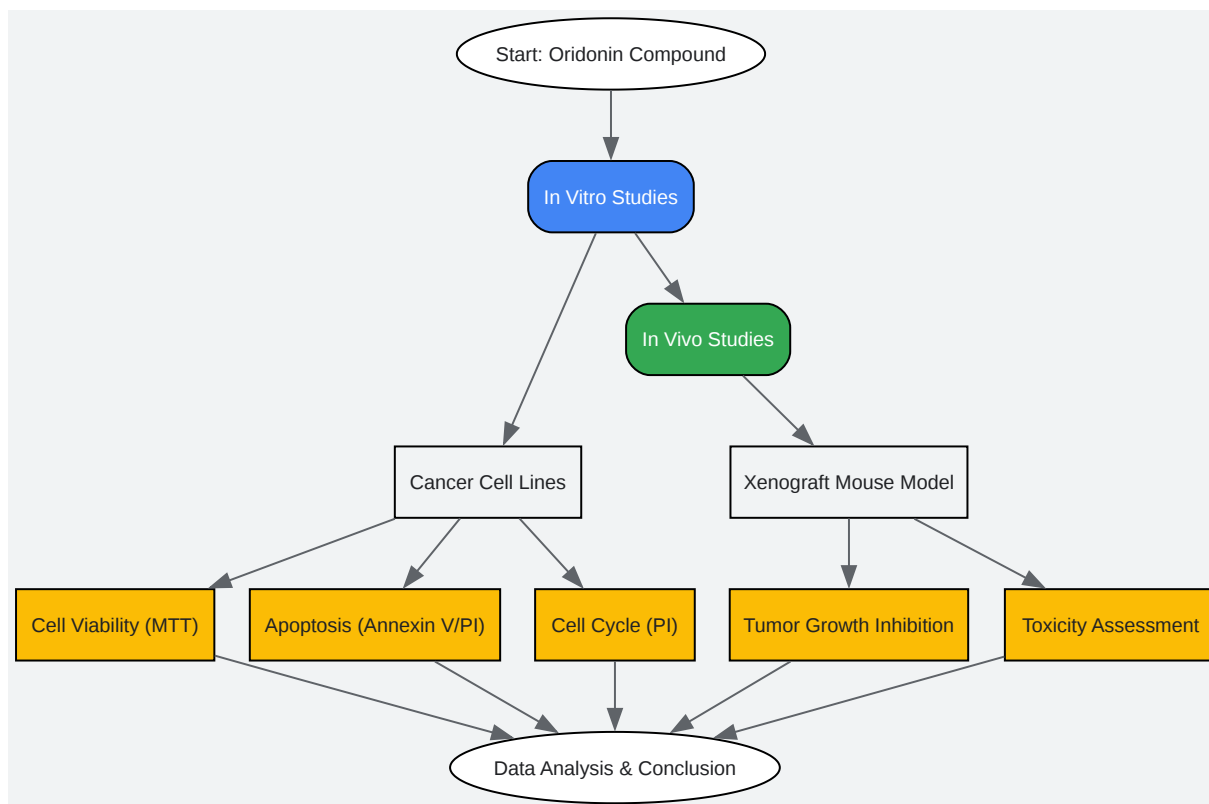 Start: Oridonin Compound
In Vitro Studies
In Vivo Studies
Cancer Cell Lines
Xenograft Mouse Model
Cell Viability (MTT)
Apoptosis (Annexin V/PI)
Cell Cycle (PI)
Tumor Growth Inhibition
Toxicity Assessment
Data Analysis & Conclusion